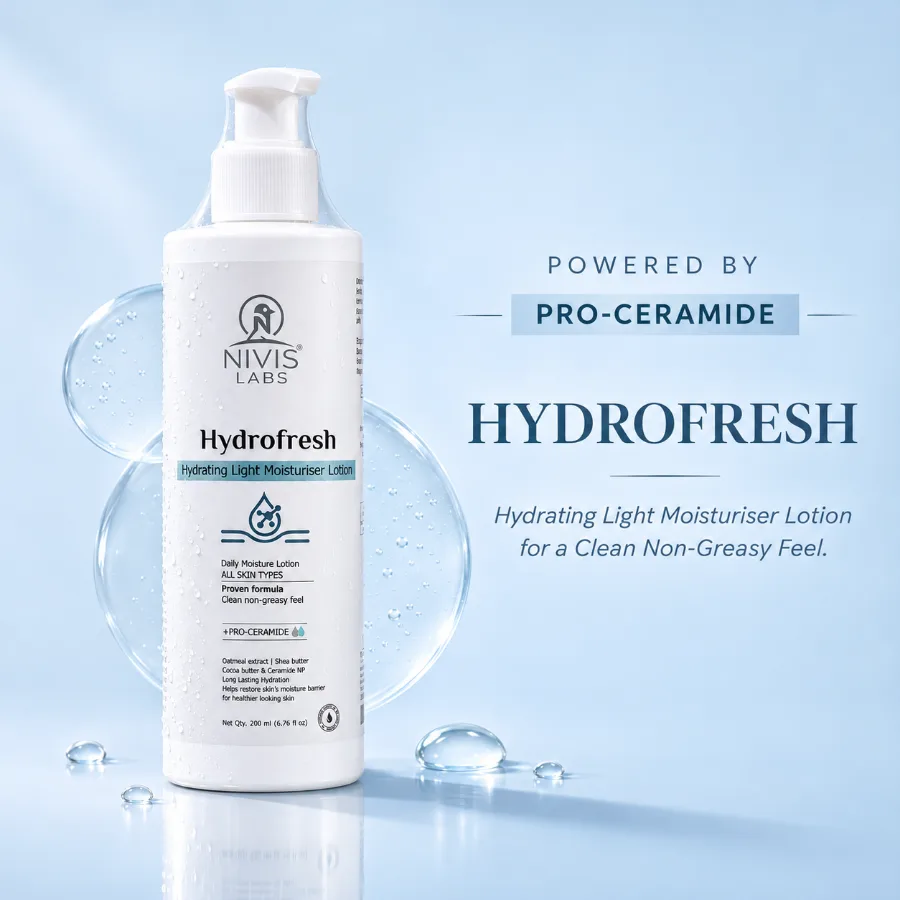 NIVIS®
LABS
Hydrofresh
Hydrating Light Moisturiser Lotion
Daily Moisture Lotion
ALL SKIN TYPES
Proven formula
Clean non-greasy feel
+PRO-CERAMIDE
Oatmeal extract | Shea butter
Cocoa butter & Ceramide NP
Long Lasting Hydration
Helps restore skin's moisture barrier
for healthier looking skin
Net Qty. 200 ml (6.76 fl oz)
POWERED BY
PRO-CERAMIDE
HYDROFRESH
Hydrating Light Moisturiser Lotion
for a Clean Non-Greasy Feel.